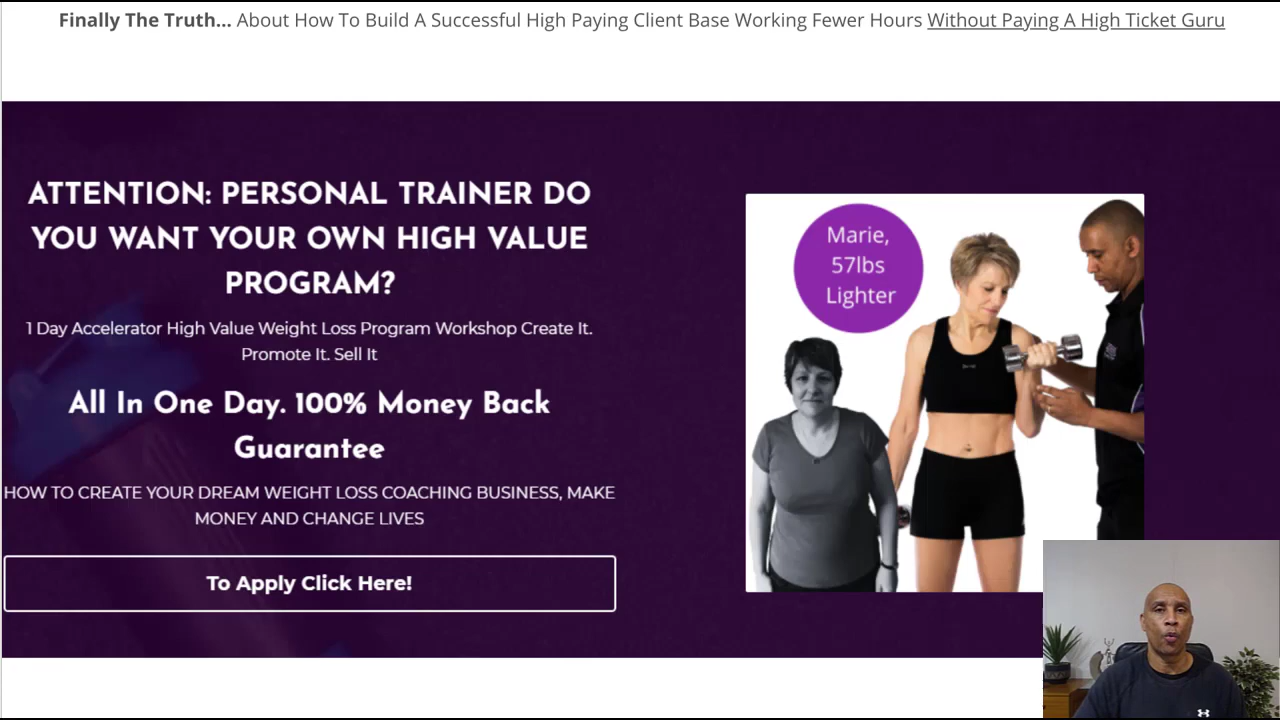 Finally The Truth... About How To Build A Successful High Paying Client Base Working Fewer Hours Without Paying A High Ticket Guru
ATTENTION: PERSONAL TRAINER DO
YOU WANT YOUR OWN HIGH VALUE
PROGRAM?
1 Day Accelerator High Value Weight Loss Program Workshop Create It.
Promote It. Sell It
All In One Day. 100% Money Back
Guarantee
HOW TO CREATE YOUR DREAM WEIGHT LOSS COACHING BUSINESS, MAKE
MONEY AND CHANGE LIVES
To Apply Click Here!
Marie,
57lbs
Lighter